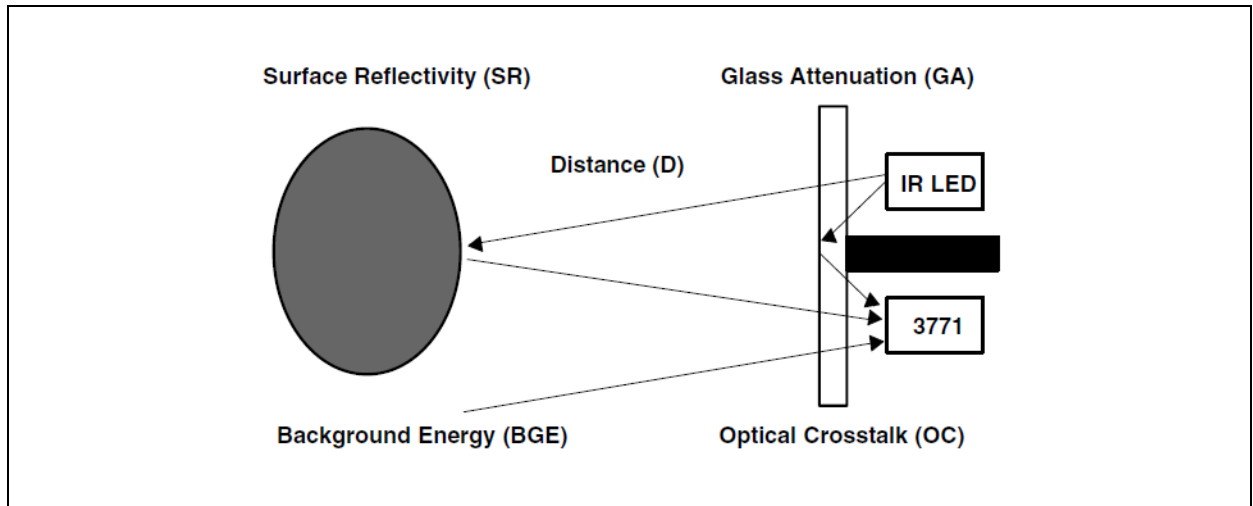 Surface Reflectivity (SR)
Glass Attenuation (GA)
Distance (D)
IR LED
3771
Background Energy (BGE)
Optical Crosstalk (OC)